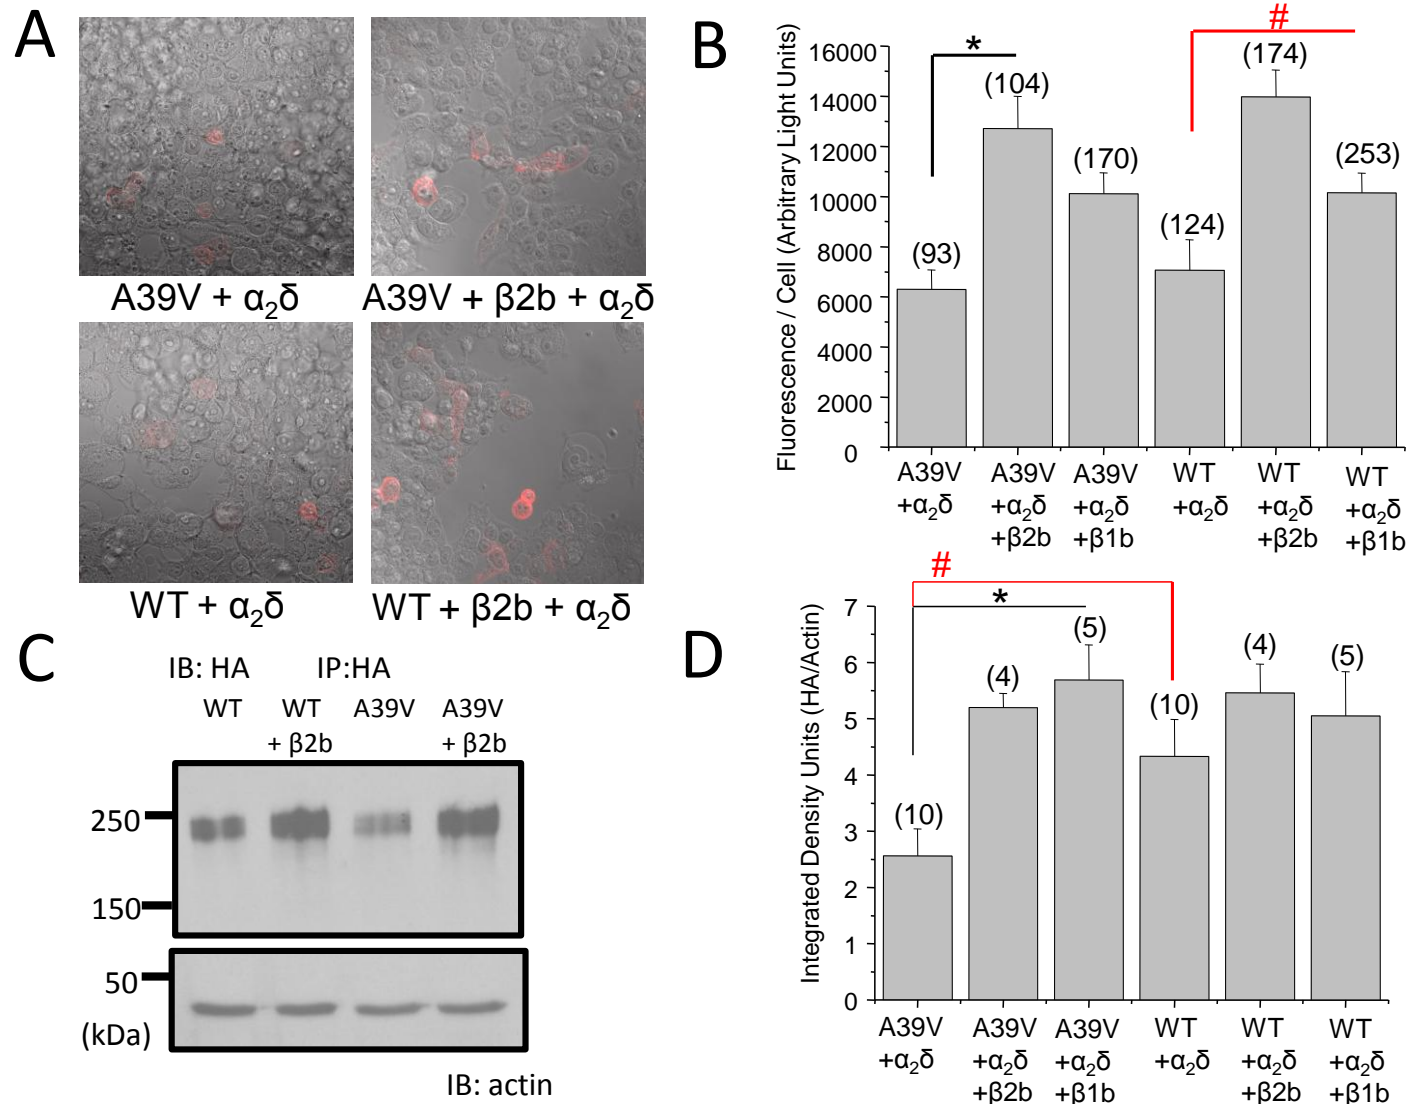 A
A39V + α₂δ
A39V + β2b + α₂δ
WT + α₂δ
WT + β2b + α₂δ
B
Fluorescence / Cell (Arbitrary Light Units)
16000
14000
12000
10000
8000
6000
4000
2000
0
*
#
(93)
(104)
(170)
(124)
(174)
(253)
A39V
+α₂δ
A39V
+α₂δ
+β2b
A39V
+α₂δ
+β1b
WT
+α₂δ
WT
+α₂δ
+β2b
WT
+α₂δ
+β1b
C
IB: HA IP:HA
WT
WT
+ β2b
A39V
A39V
+ β2b
250
150
50
(kDa)
IB: actin
D
Integrated Density Units (HA/Actin)
7
6
5
4
3
2
1
0
#
*
(10)
(4)
(5)
(10)
(4)
(5)
A39V
+α₂δ
A39V
+α₂δ
+β2b
A39V
+α₂δ
+β1b
WT
+α₂δ
WT
+α₂δ
+β2b
WT
+α₂δ
+β1b